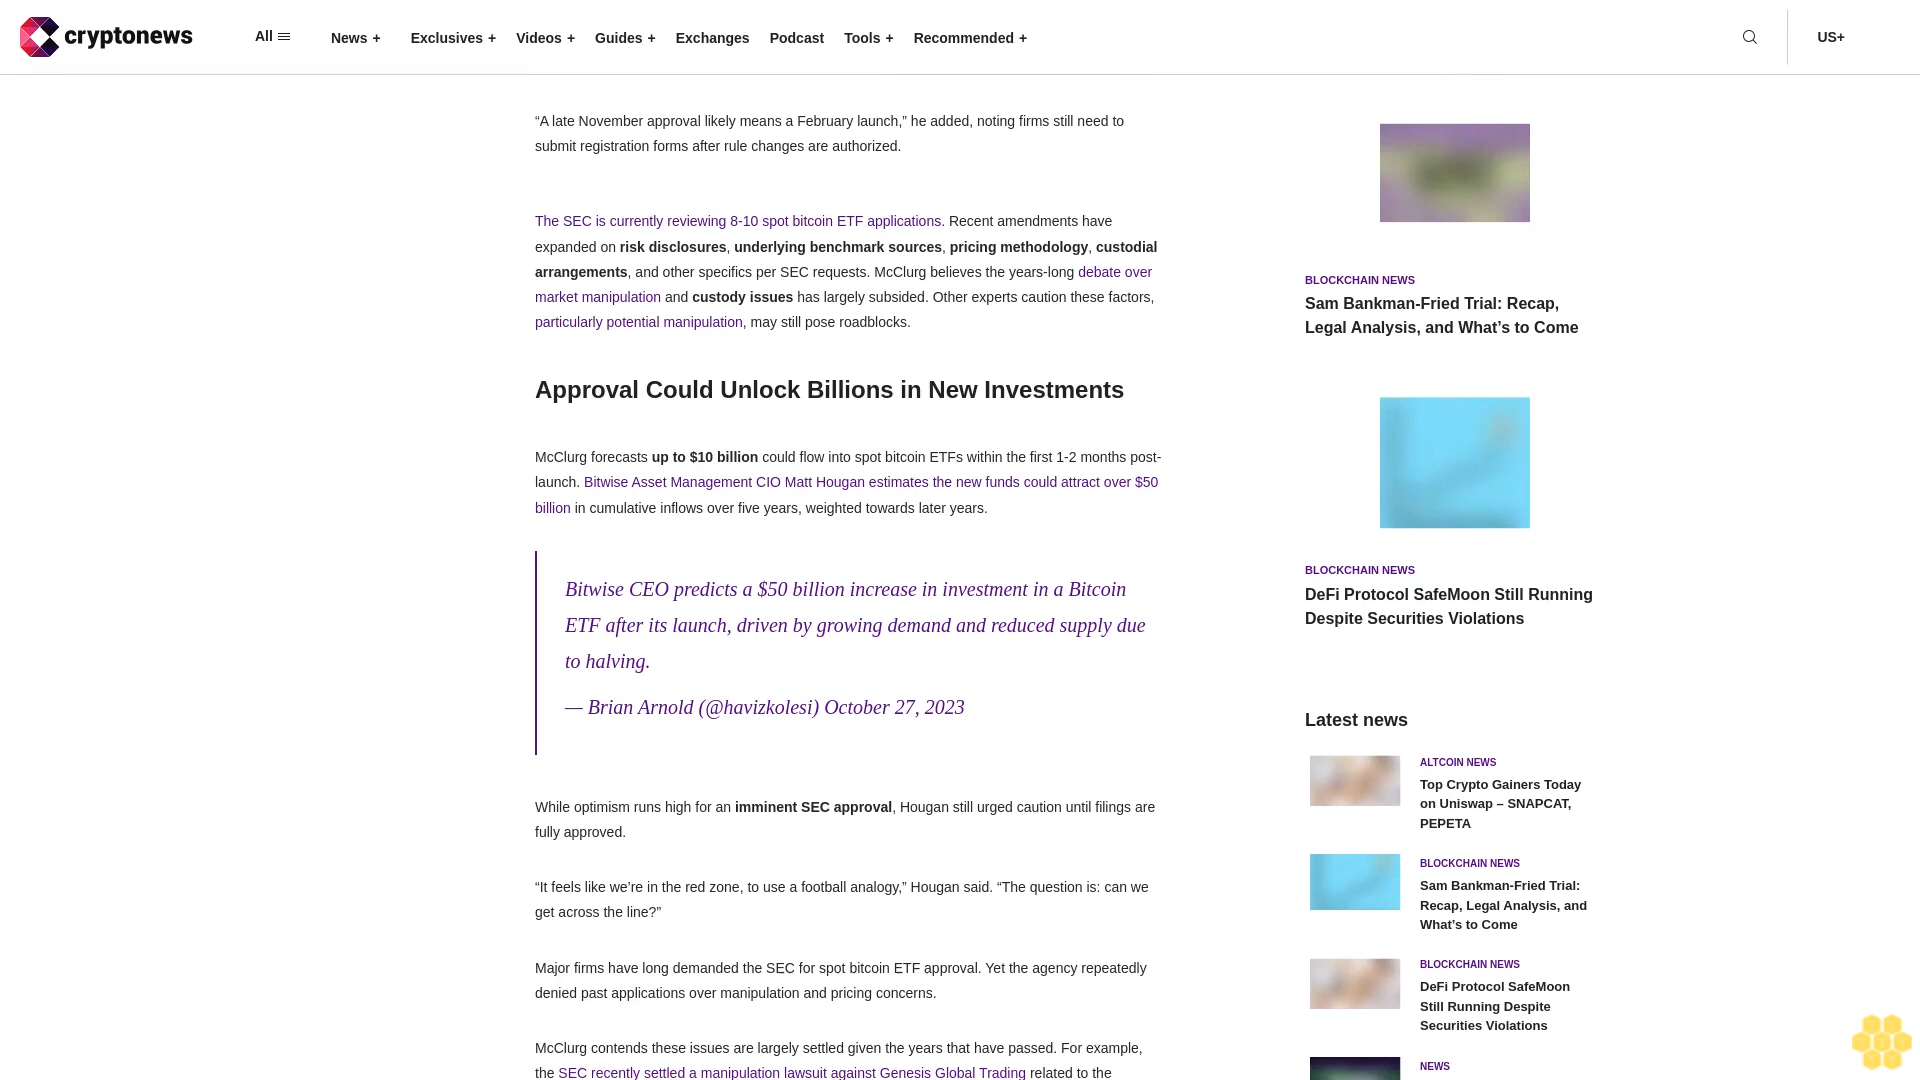 cryptonews
All
News +
Exclusives +
Videos +
Guides +
Exchanges
Podcast
Tools +
Recommended +
US+
“A late November approval likely means a February launch,” he added, noting firms still need to
submit registration forms after rule changes are authorized.
The SEC is currently reviewing 8-10 spot bitcoin ETF applications. Recent amendments have
expanded on risk disclosures, underlying benchmark sources, pricing methodology, custodial
arrangements, and other specifics per SEC requests. McClurg believes the years-long debate over
market manipulation and custody issues has largely subsided. Other experts caution these factors,
particularly potential manipulation, may still pose roadblocks.
Approval Could Unlock Billions in New Investments
McClurg forecasts up to $10 billion could flow into spot bitcoin ETFs within the first 1-2 months post-
launch. Bitwise Asset Management CIO Matt Hougan estimates the new funds could attract over $50
billion in cumulative inflows over five years, weighted towards later years.
Bitwise CEO predicts a $50 billion increase in investment in a Bitcoin
ETF after its launch, driven by growing demand and reduced supply due
to halving.
— Brian Arnold (@havizkolesi) October 27, 2023
While optimism runs high for an imminent SEC approval, Hougan still urged caution until filings are
fully approved.
“It feels like we’re in the red zone, to use a football analogy,” Hougan said. “The question is: can we
get across the line?”
Major firms have long demanded the SEC for spot bitcoin ETF approval. Yet the agency repeatedly
denied past applications over manipulation and pricing concerns.
McClurg contends these issues are largely settled given the years that have passed. For example,
the SEC recently settled a manipulation lawsuit against Genesis Global Trading related to the
BLOCKCHAIN NEWS
Sam Bankman-Fried Trial: Recap,
Legal Analysis, and What’s to Come
BLOCKCHAIN NEWS
DeFi Protocol SafeMoon Still Running
Despite Securities Violations
Latest news
ALTCOIN NEWS
Top Crypto Gainers Today
on Uniswap – SNAPCAT,
PEPETA
BLOCKCHAIN NEWS
Sam Bankman-Fried Trial:
Recap, Legal Analysis, and
What’s to Come
BLOCKCHAIN NEWS
DeFi Protocol SafeMoon
Still Running Despite
Securities Violations
NEWS